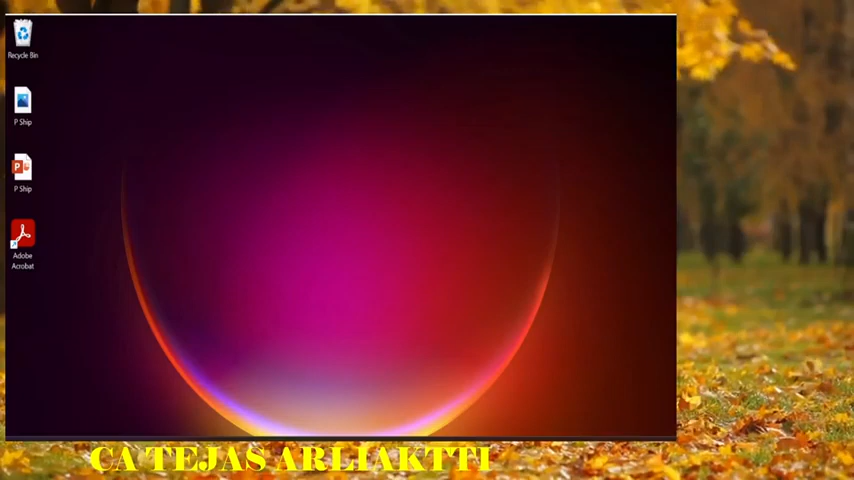 Recycle Bin
P Ship
P Ship
Adobe
Acrobat
CA TEJAS ARLIAKTTI